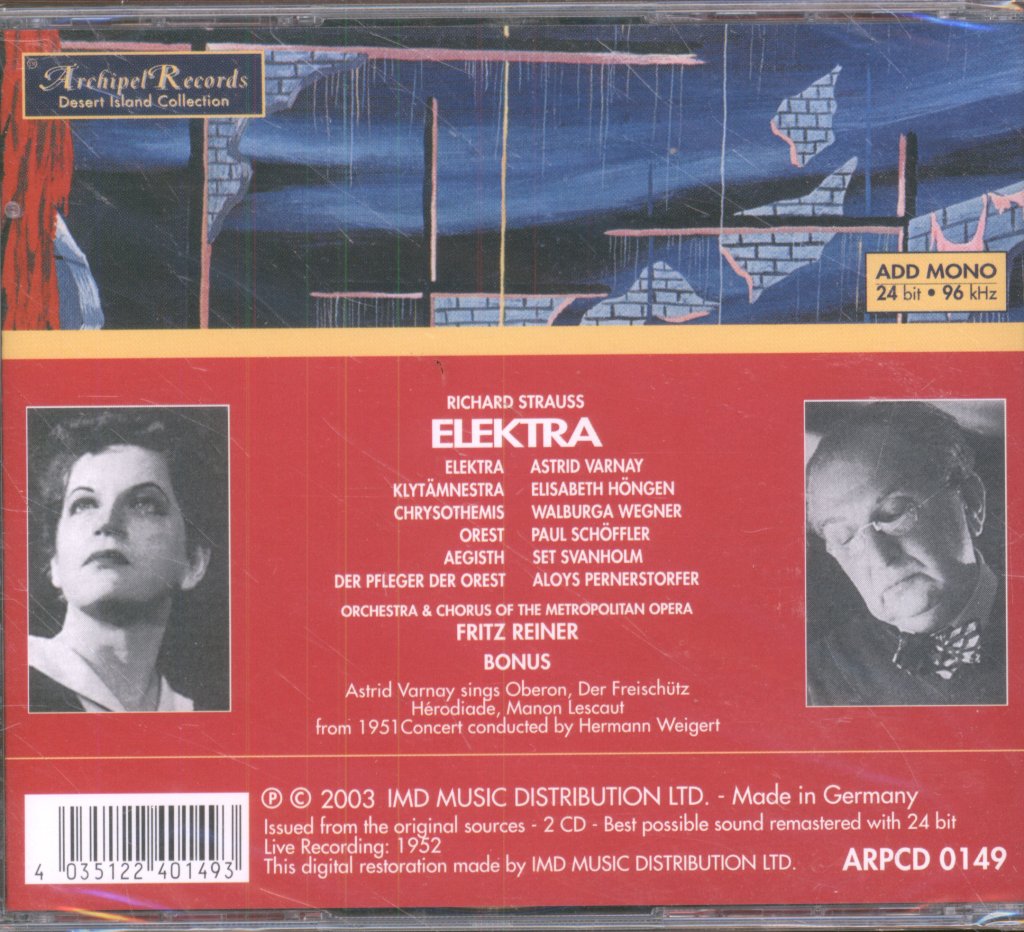 Archipel Records
Desert Island Collection
ADD MONO
24 bit • 96 kHz
RICHARD STRAUSS
ELEKTRA
ELEKTRA ASTRID VARNAY
KLYTÄMNESTRA ELISABETH HÖNGEN
CHRYSOTHEMIS WALBURGA WEGNER
OREST PAUL SCHÖFFLER
AEGISTH SET SVANHOLM
DER PFLEGER DER OREST ALOYS PERNERSTORFER
ORCHESTRA & CHORUS OF THE METROPOLITAN OPERA
FRITZ REINER
BONUS
Astrid Varnay sings Oberon, Der Freischütz
Hérodiade, Manon Lescaut
from 1951Concert conducted by Hermann Weigert
℗ © 2003 IMD MUSIC DISTRIBUTION LTD. - Made in Germany
Issued from the original sources - 2 CD - Best possible sound remastered with 24 bit
Live Recording: 1952
This digital restoration made by IMD MUSIC DISTRIBUTION LTD.
ARPCD 0149
4 035122 401493